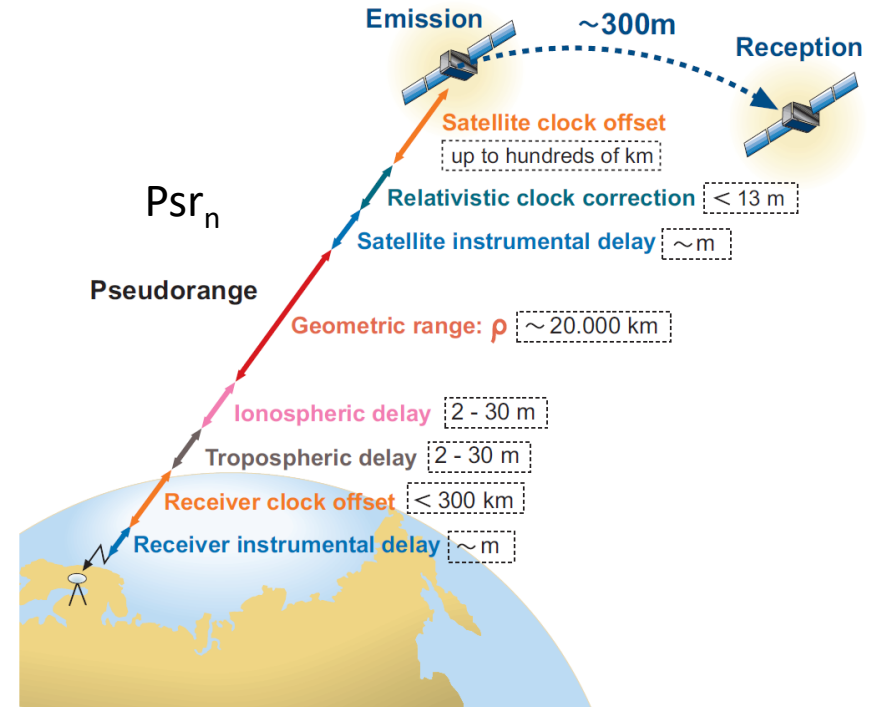 Emission
~300m
Reception
Satellite clock offset
up to hundreds of km
Psrn
Relativistic clock correction < 13 m
Satellite instrumental delay ~m
Pseudorange
Geometric range: ρ ~ 20.000 km
Ionospheric delay 2 - 30 m
Tropospheric delay 2 - 30 m
Receiver clock offset < 300 km
Receiver instrumental delay ~m